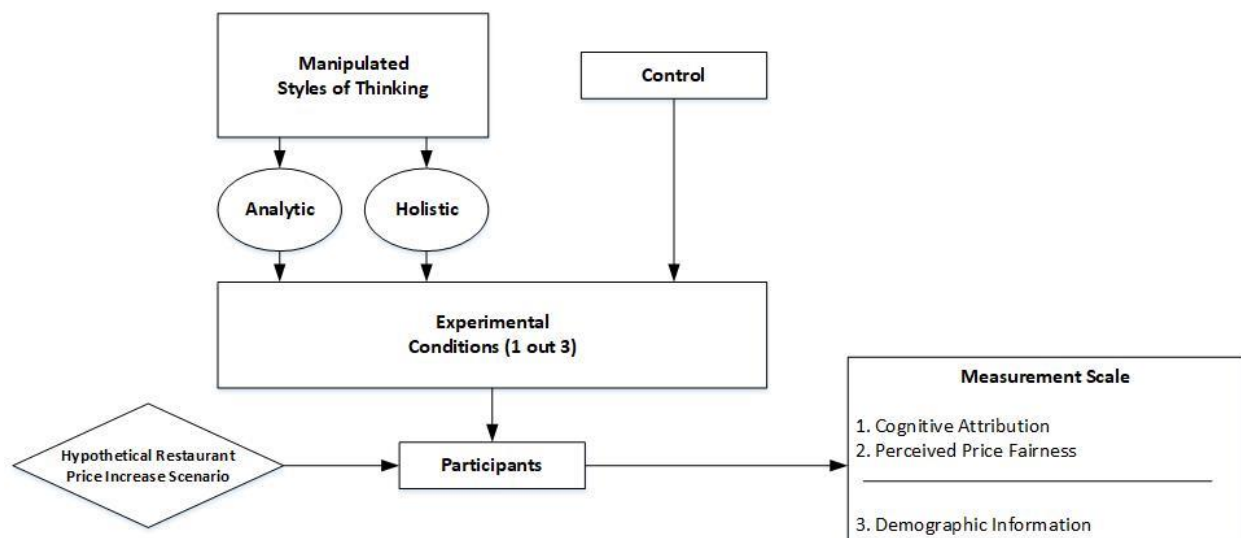 Manipulated
Styles of Thinking
Control
Analytic
Holistic
Experimental
Conditions (1 out 3)
Measurement Scale
1. Cognitive Attribution
2. Perceived Price Fairness
3. Demographic Information
Hypothetical Restaurant
Price Increase Scenario
Participants